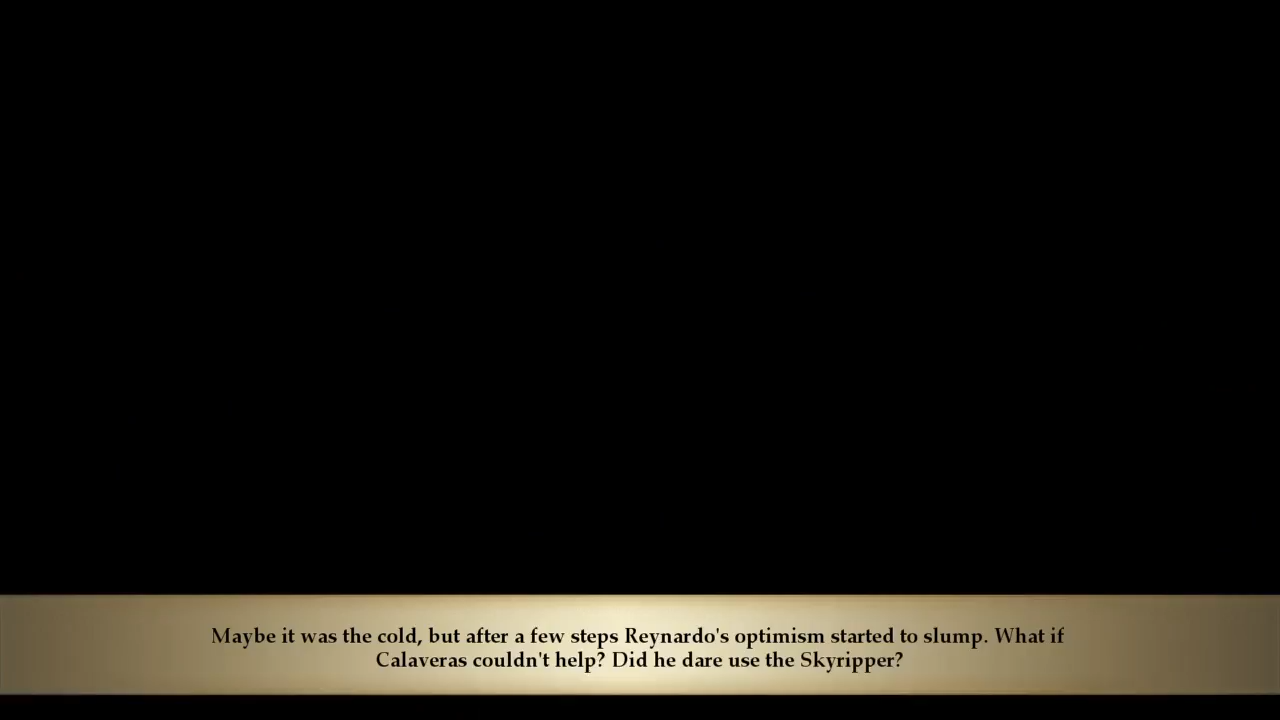 Maybe it was the cold, but after a few steps Reynardo's optimism started to slump. What if
Calaveras couldn't help? Did he dare use the Skyripper?